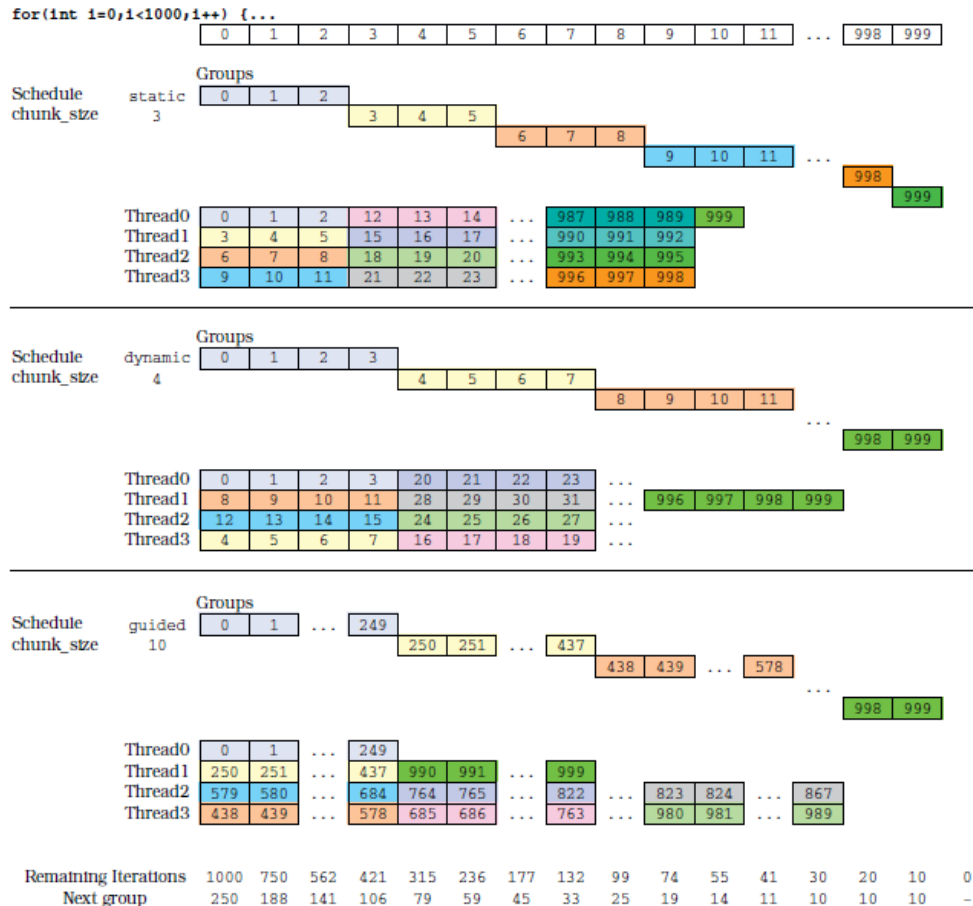 for(int i=0,i<1000,i++) {...
0 1 2 3 4 5 6 7 8 9 10 11 ... 998 999
Groups
Schedule static 0 1 2
chunk_size 3 3 4 5
6 7 8
9 10 11 ...
998
999
Thread0 0 1 2 12 13 14 ... 987 988 989 999
Thread1 3 4 5 15 16 17 ... 990 991 992
Thread2 6 7 8 18 19 20 ... 993 994 995
Thread3 9 10 11 21 22 23 ... 996 997 998
Groups
Schedule dynamic 0 1 2 3
chunk_size 4 4 5 6 7
8 9 10 11
...
998 999
Thread0 0 1 2 3 20 21 22 23 ...
Thread1 8 9 10 11 28 29 30 31 ... 996 997 998 999
Thread2 12 13 14 15 24 25 26 27 ...
Thread3 4 5 6 7 16 17 18 19 ...
Groups
Schedule guided 0 1 ... 249
chunk_size 10 250 251 ... 437
438 439 ... 578
...
998 999
Thread0 0 1 ... 249
Thread1 250 251 ... 437 990 991 ... 999
Thread2 579 580 ... 684 764 765 ... 822 ... 823 824 ... 867
Thread3 438 439 ... 578 685 686 ... 763 ... 980 981 ... 989
Remaining Iterations 1000 750 562 421 315 236 177 132 99 74 55 41 30 20 10 0
Next group 250 188 141 106 79 59 45 33 25 19 14 11 10 10 10 –